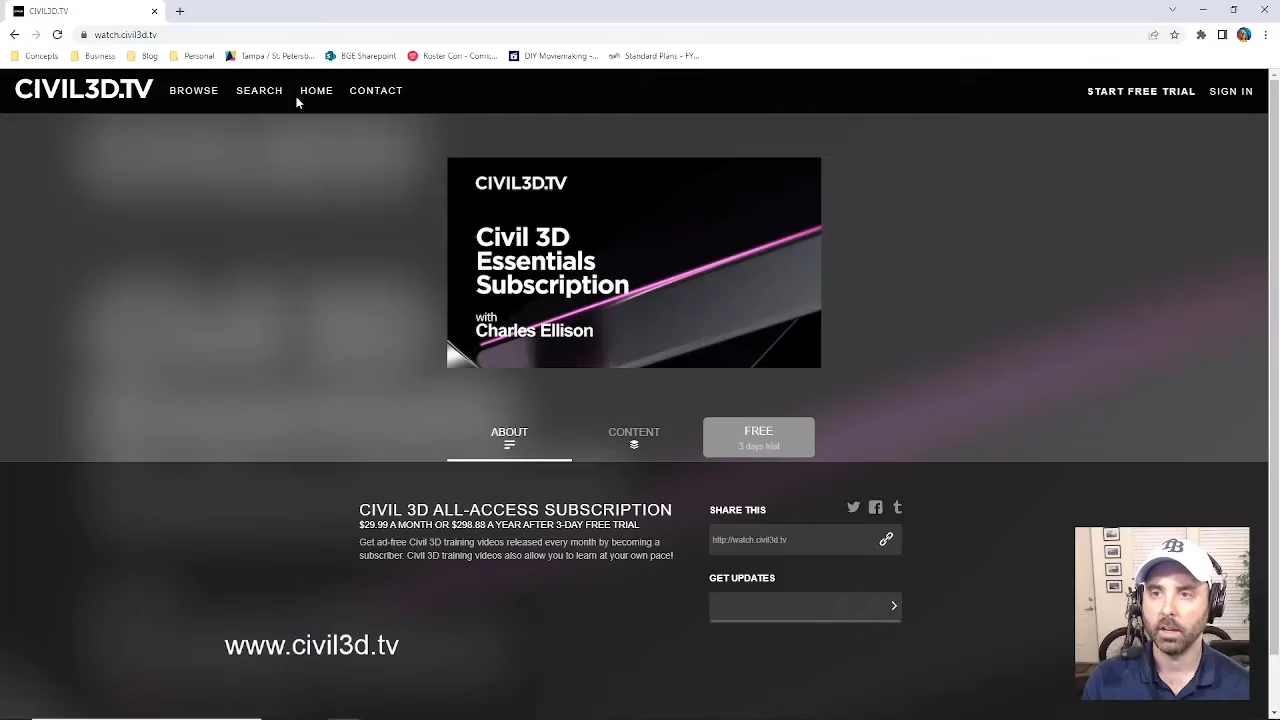 CIVIL3D.TV
watch.civil3d.tv
Concepts
Business
Blog
Personal
Tampa / St. Petersb...
BGE Sharepoint
Roster Con - Comic...
DIY Moviemaking -...
Standard Plans - FY...
CIVIL3D.TV
BROWSE
SEARCH
HOME
CONTACT
START FREE TRIAL
SIGN IN
CIVIL3D.TV
Civil 3D
Essentials
Subscription
with
Charles Ellison
ABOUT
CONTENT
FREE
3 days trial
CIVIL 3D ALL-ACCESS SUBSCRIPTION
$29.99 A MONTH OR $298.88 A YEAR AFTER 3-DAY FREE TRIAL
Get ad-free Civil 3D training videos released every month by becoming a
subscriber. Civil 3D training videos also allow you to learn at your own pace!
SHARE THIS
http://watch.civil3d.tv
GET UPDATES
www.civil3d.tv